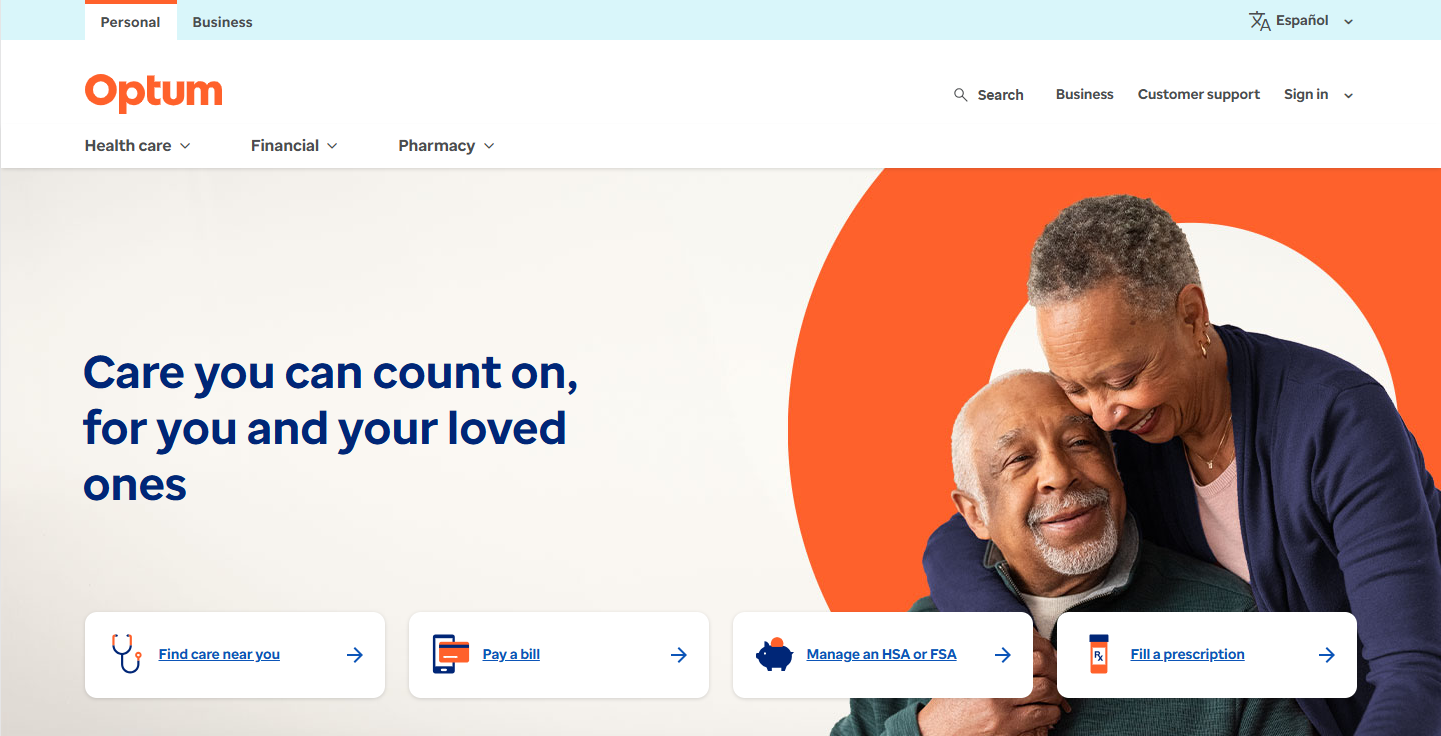 Personal Business Español
Optum
Search Business Customer support Sign in
Health care Financial Pharmacy
Care you can count on,
for you and your loved
ones
Find care near you Pay a bill Manage an HSA or FSA Rx Fill a prescription